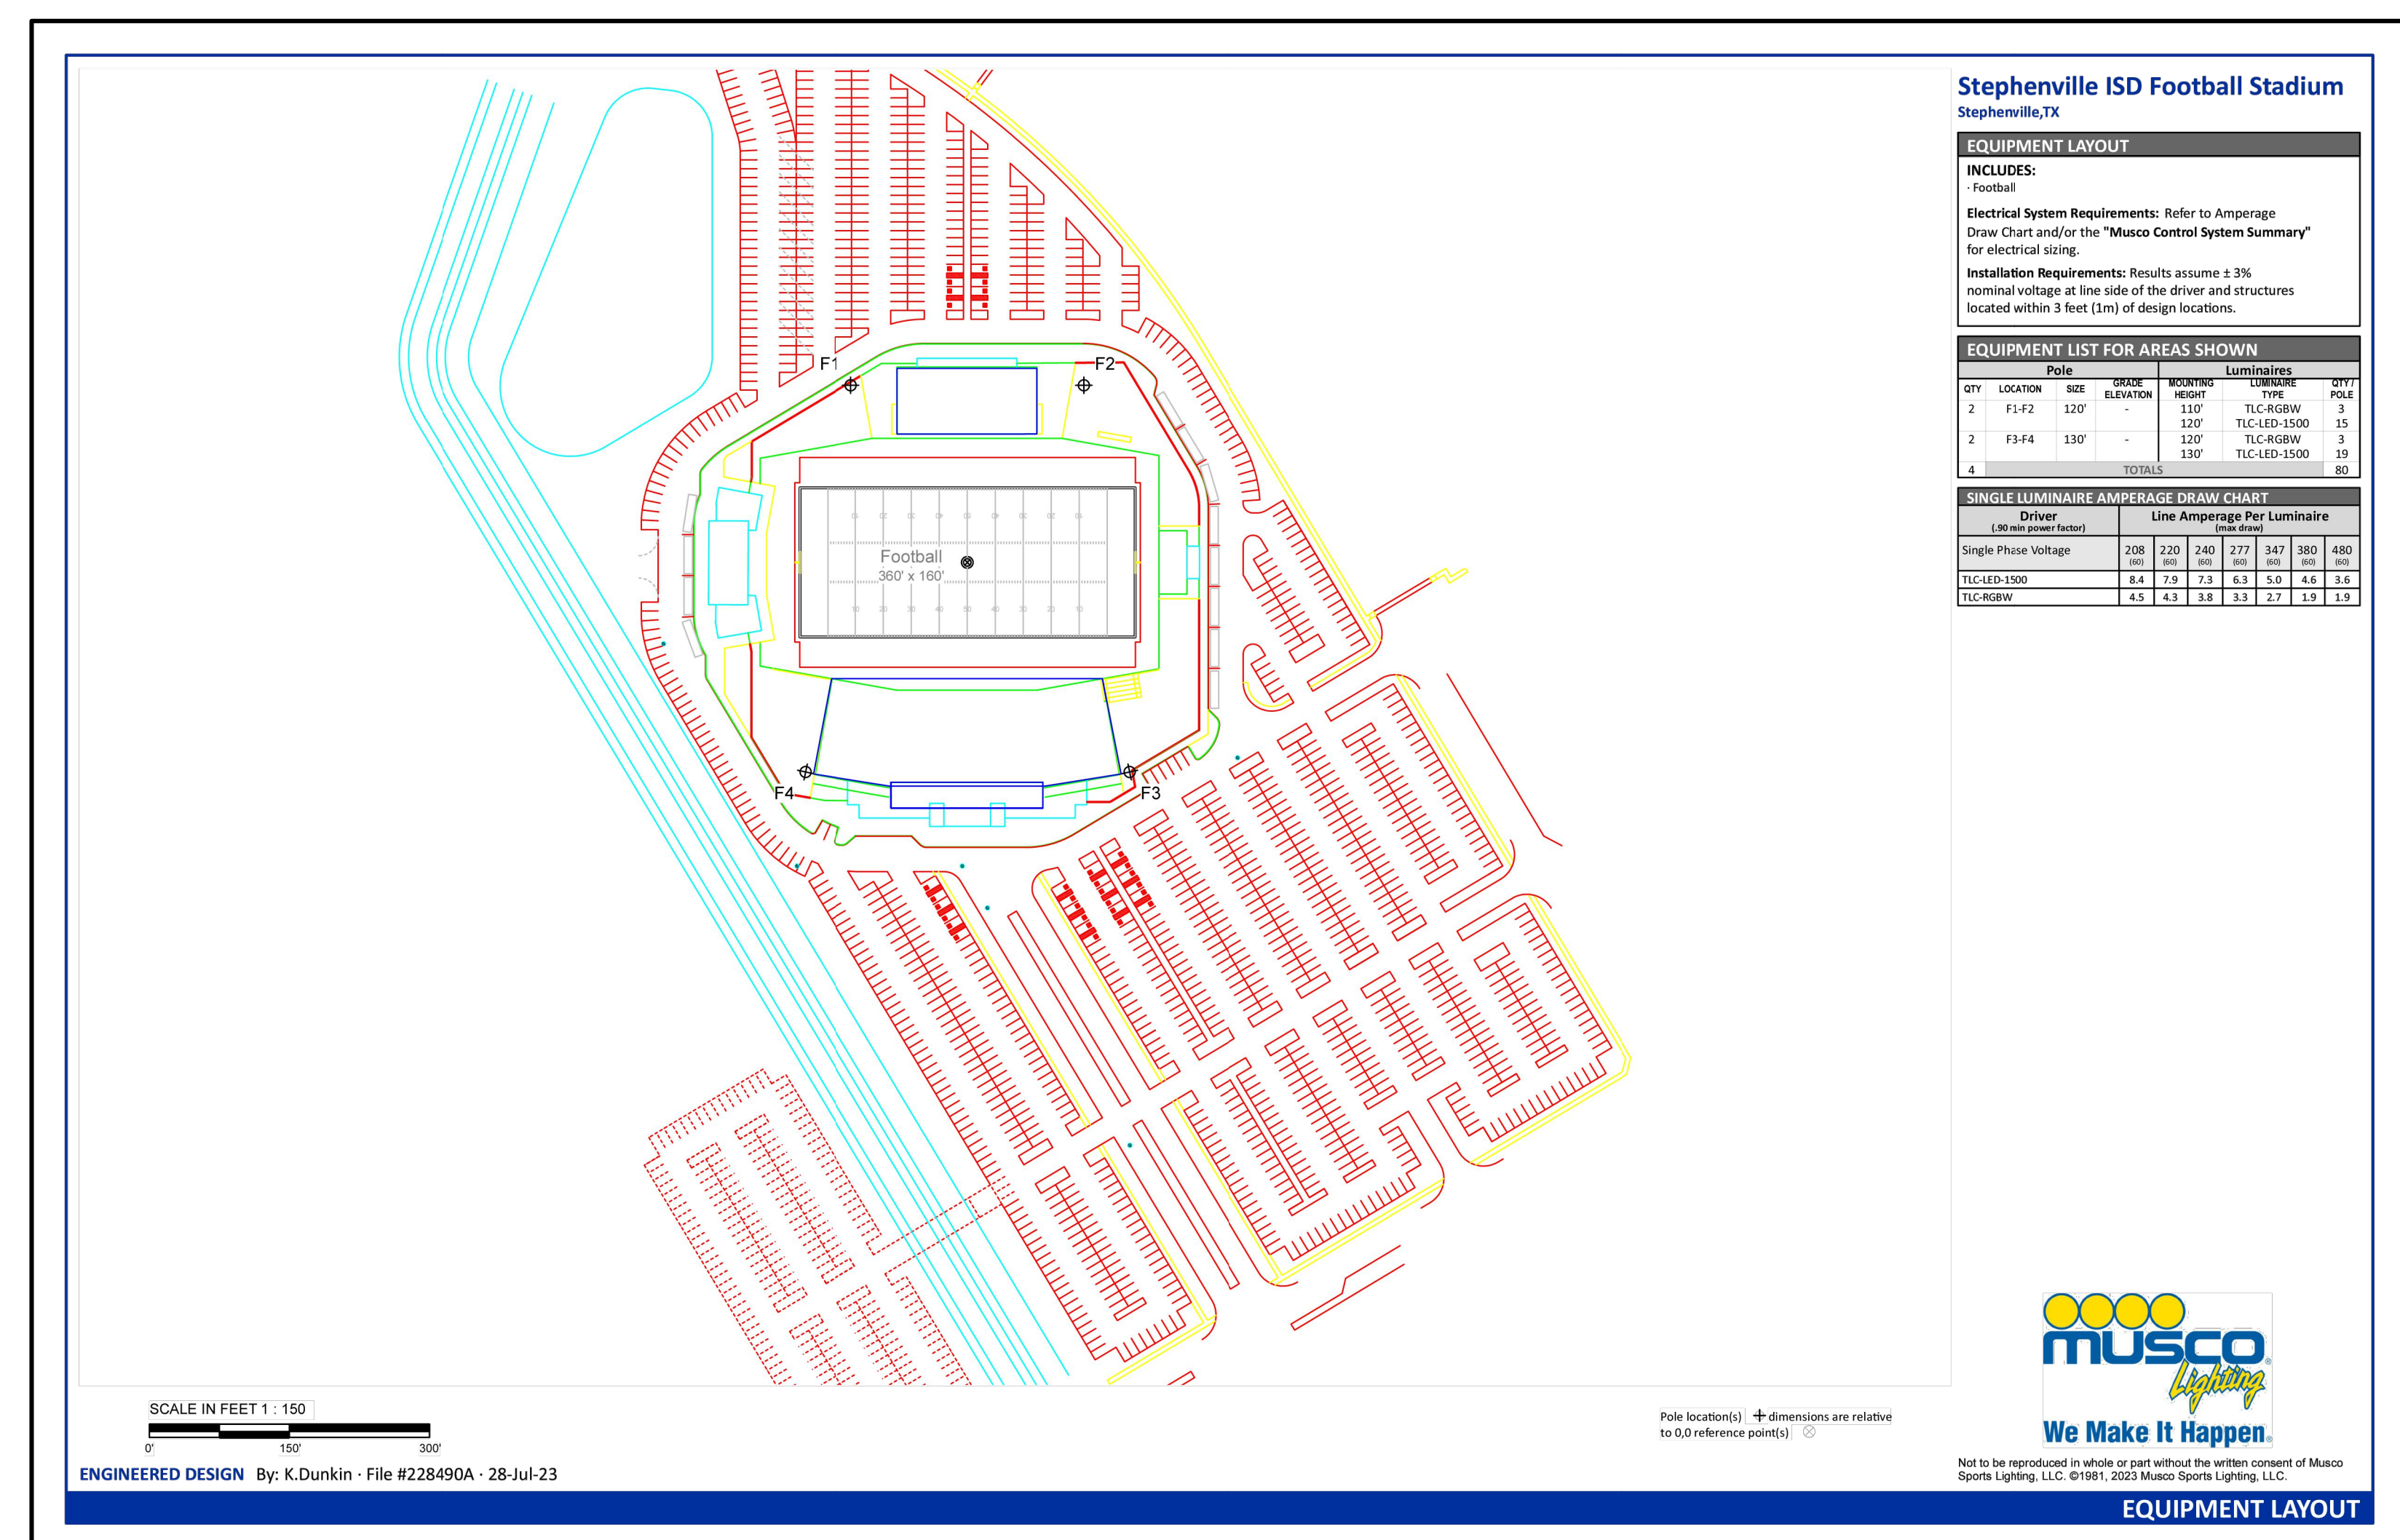 Stephenville ISD Football Stadium
Stephenville,TX
EQUIPMENT LAYOUT
INCLUDES:
· Football
Electrical System Requirements: Refer to Amperage
Draw Chart and/or the "Musco Control System Summary"
for electrical sizing.
Installation Requirements: Results assume ± 3%
nominal voltage at line side of the driver and structures
located within 3 feet (1m) of design locations.
EQUIPMENT LIST FOR AREAS SHOWN
Pole Luminaires
QTY LOCATION SIZE GRADE ELEVATION MOUNTING HEIGHT LUMINAIRE TYPE QTY / POLE
2 F1-F2 120' - 110' TLC-RGBW 3
120' TLC-LED-1500 15
2 F3-F4 130' - 120' TLC-RGBW 3
130' TLC-LED-1500 19
4 TOTALS 80
SINGLE LUMINAIRE AMPERAGE DRAW CHART
Driver Line Amperage Per Luminaire
(.90 min power factor) (max draw)
Single Phase Voltage 208 220 240 277 347 380 480
(60) (60) (60) (60) (60) (60) (60)
TLC-LED-1500 8.4 7.9 7.3 6.3 5.0 4.6 3.6
TLC-RGBW 4.5 4.3 3.8 3.3 2.7 1.9 1.9
F1
F2
Football
360' x 160'
10 20 30 40 50 40 30 20 10
F4
F3
SCALE IN FEET 1 : 150
0' 150' 300'
Pole location(s) dimensions are relative
to 0,0 reference point(s)
ENGINEERED DESIGN By: K.Dunkin · File #228490A · 28-Jul-23
musco
Lighting
We Make It Happen®
Not to be reproduced in whole or part without the written consent of Musco
Sports Lighting, LLC. ©1981, 2023 Musco Sports Lighting, LLC.
EQUIPMENT LAYOUT